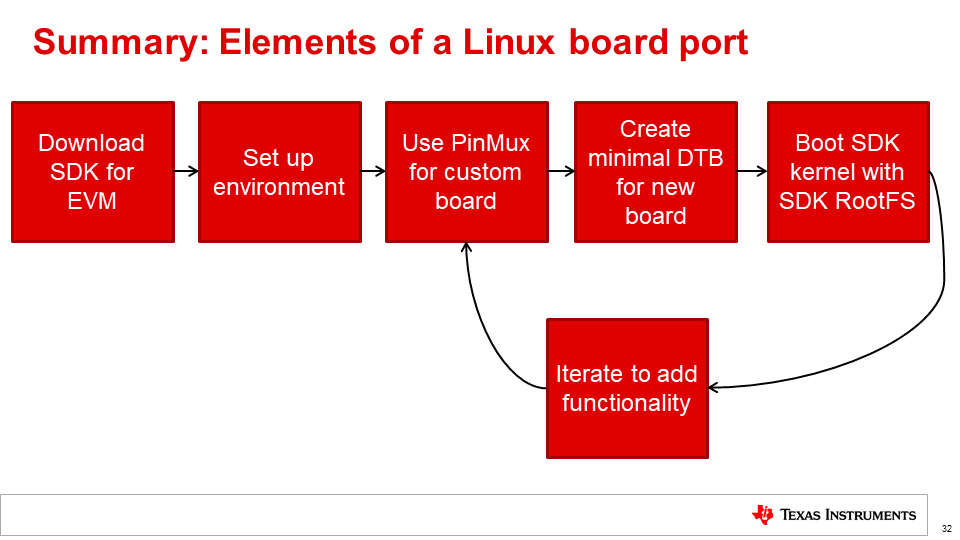 Summary: Elements of a Linux board port
Download
SDK for
EVM
Set up
environment
Use PinMux
for custom
board
Create
minimal DTB
for new
board
Boot SDK
kernel with
SDK RootFS
Iterate to add
functionality
TEXAS INSTRUMENTS
32